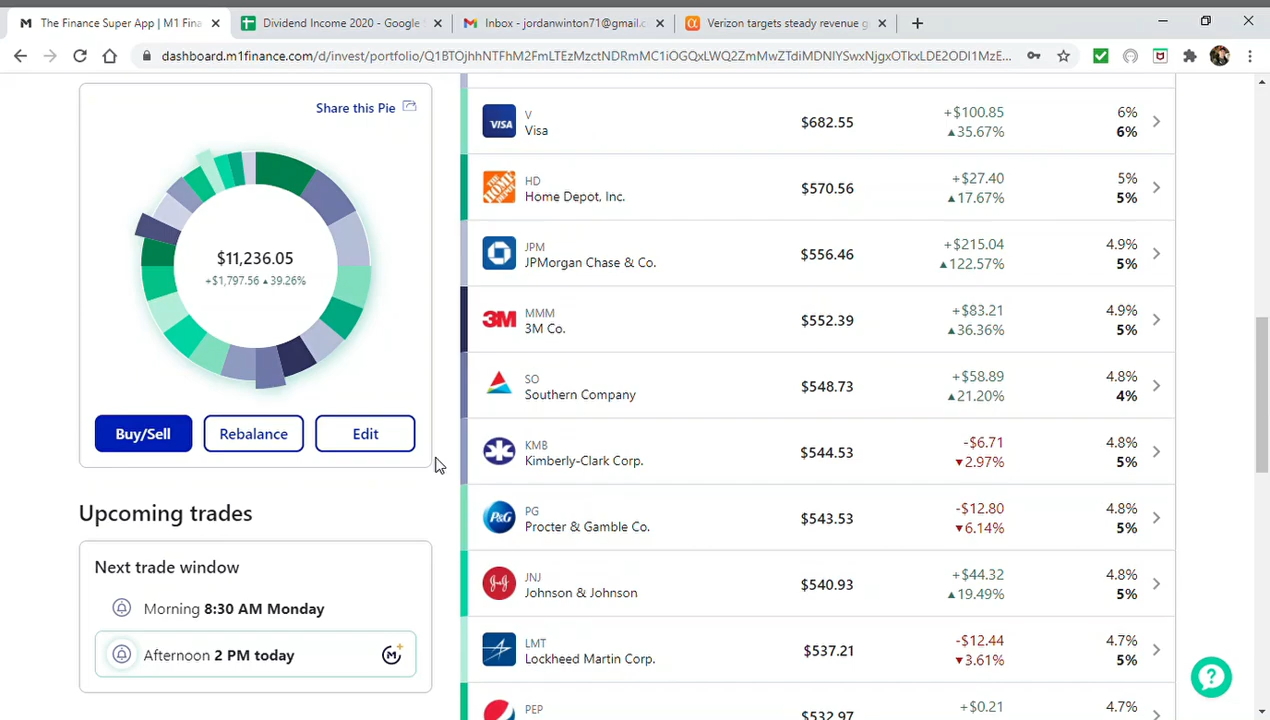 The Finance Super App | M1 Fina
Dividend Income 2020 - Google S
Inbox - jordanwinton71@gmail.c
Verizon targets steady revenue g
Share this Pie
$11,236.05
+$1,797.56 ▲39.26%
Buy/Sell
Rebalance
Edit
Upcoming trades
Next trade window
Morning 8:30 AM Monday
Afternoon 2 PM today
VISA
V
Visa
$682.55
+$100.85
▲35.67%
6%
6%
THE HOME DEPOT
HD
Home Depot, Inc.
$570.56
+$27.40
▲17.67%
5%
5%
JPM
JPMorgan Chase & Co.
$556.46
+$215.04
▲122.57%
4.9%
5%
3M
MMM
3M Co.
$552.39
+$83.21
▲36.36%
4.9%
5%
SO
Southern Company
$548.73
+$58.89
▲21.20%
4.8%
4%
KMB
Kimberly-Clark Corp.
$544.53
-$6.71
▼2.97%
4.8%
5%
P&G
PG
Procter & Gamble Co.
$543.53
-$12.80
▼6.14%
4.8%
5%
JNJ
Johnson & Johnson
$540.93
+$44.32
▲19.49%
4.8%
5%
LMT
Lockheed Martin Corp.
$537.21
-$12.44
▼3.61%
4.7%
5%
PEP
$532.97
+$0.21
4.7%